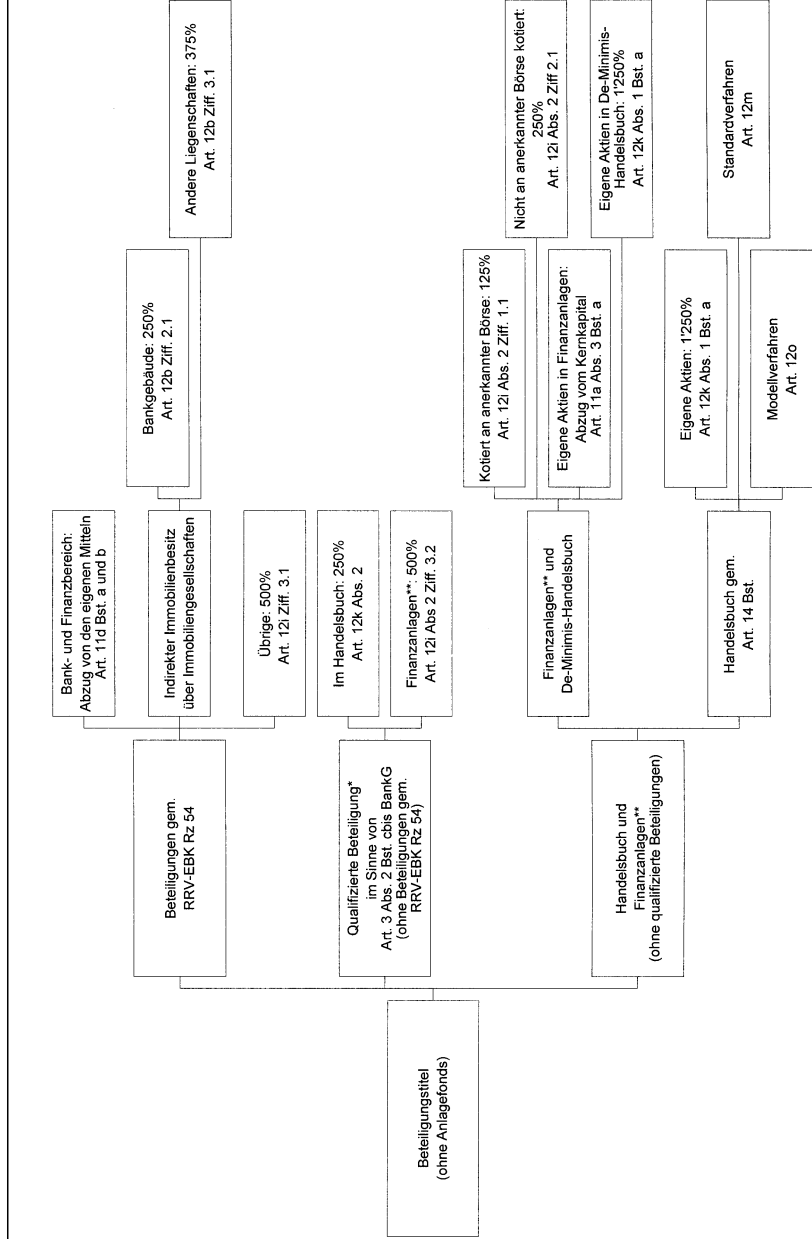 Beteiligungstitel
(ohne Anlagefonds)
Beteiligungen gem.
RRV-EBK Rz 54
Bank- und Finanzbereich:
Abzug von den eigenen Mitteln
Art. 11d Bst. a und b
Indirekter Immobilienbesitz
über Immobiliengesellschaften
Bankgebäude: 250%
Art. 12b Ziff. 2.1
Andere Liegenschaften: 375%
Art. 12b Ziff. 3.1
Übrige: 500%
Art. 12i Ziff. 3.1
Qualifizierte Beteiligung*
im Sinne von
Art. 3 Abs. 2 Bst. cbis BankG
(ohne Beteiligungen gem.
RRV-EBK Rz 54)
Im Handelsbuch: 250%
Art. 12k Abs. 2
Finanzanlagen**: 500%
Art. 12i Abs 2 Ziff. 3.2
Handelsbuch und
Finanzanlagen**
(ohne qualifizierte Beteiligungen)
Finanzanlagen** und
De-Minimis-Handelsbuch
Kotiert an anerkannter Börse: 125%
Art. 12i Abs. 2 Ziff. 1.1
Nicht an anerkannter Börse kotiert:
250%
Art. 12i Abs. 2 Ziff 2.1
Eigene Aktien in Finanzanlagen:
Abzug vom Kernkapital
Art. 11a Abs. 3 Bst. a
Eigene Aktien in De-Minimis-
Handelsbuch: 1'250%
Art. 12k Abs. 1 Bst. a
Handelsbuch gem.
Art. 14 Bst.
Eigene Aktien: 1'250%
Art. 12k Abs. 1 Bst. a
Standardverfahren
Art. 12m
Modellverfahren
Art. 12o